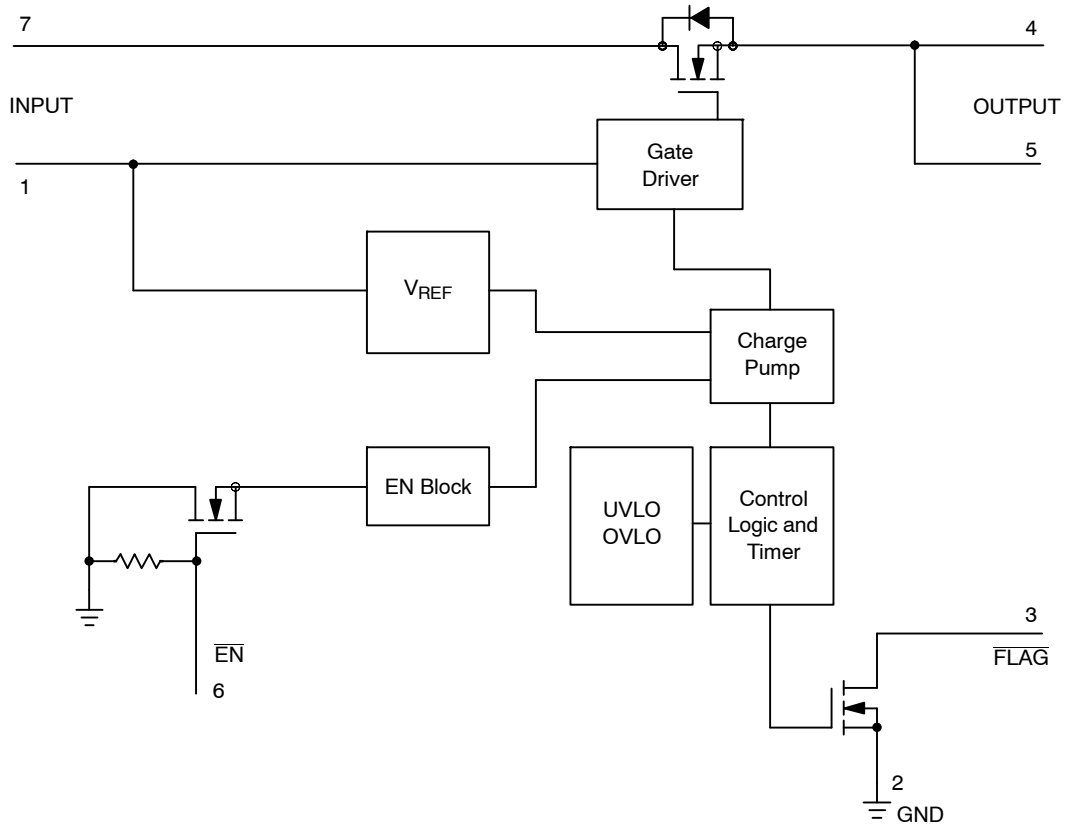 7
4
INPUT
OUTPUT
Gate
Driver
5
1
VREF
Charge
Pump
EN Block
UVLO
OVLO
Control
Logic and
Timer
3
EN
FLAG
6
2
GND